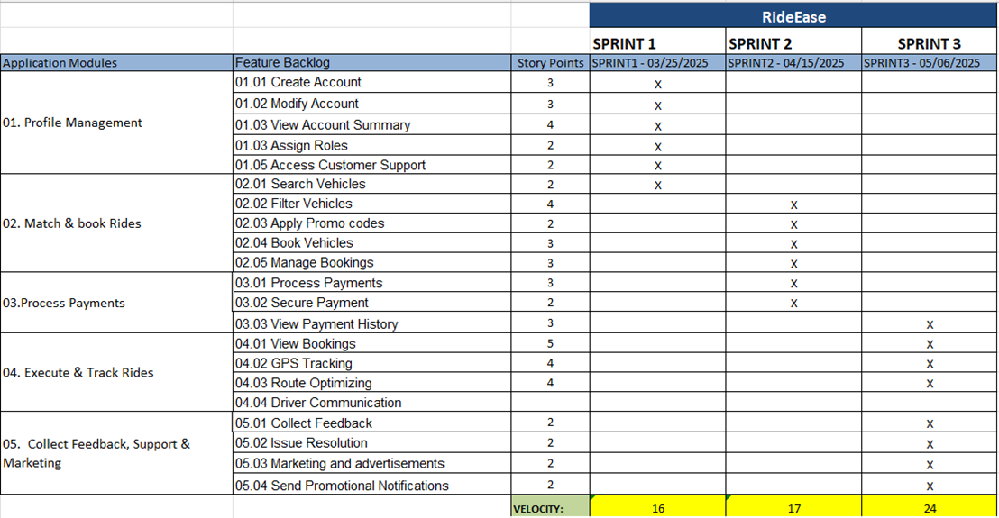 RideEase
SPRINT 1 SPRINT 2 SPRINT 3
Application Modules Feature Backlog Story Points SPRINT1 - 03/25/2025 SPRINT2 - 04/15/2025 SPRINT3 - 05/06/2025
01. Profile Management
01.01 Create Account 3 X
01.02 Modify Account 3 X
01.03 View Account Summary 4 X
01.03 Assign Roles 2 X
01.05 Access Customer Support 2 X
02. Match & book Rides
02.01 Search Vehicles 2 X
02.02 Filter Vehicles 4 X
02.03 Apply Promo codes 2 X
02.04 Book Vehicles 3 X
02.05 Manage Bookings 3 X
03.Process Payments
03.01 Process Payments 3 X
03.02 Secure Payment 2 X
03.03 View Payment History 3 X
04. Execute & Track Rides
04.01 View Bookings 5 X
04.02 GPS Tracking 4 X
04.03 Route Optimizing 4 X
04.04 Driver Communication
05. Collect Feedback, Support &
Marketing
05.01 Collect Feedback 2 X
05.02 Issue Resolution 2 X
05.03 Marketing and advertisements 2 X
05.04 Send Promotional Notifications 2 X
VELOCITY: 16 17 24